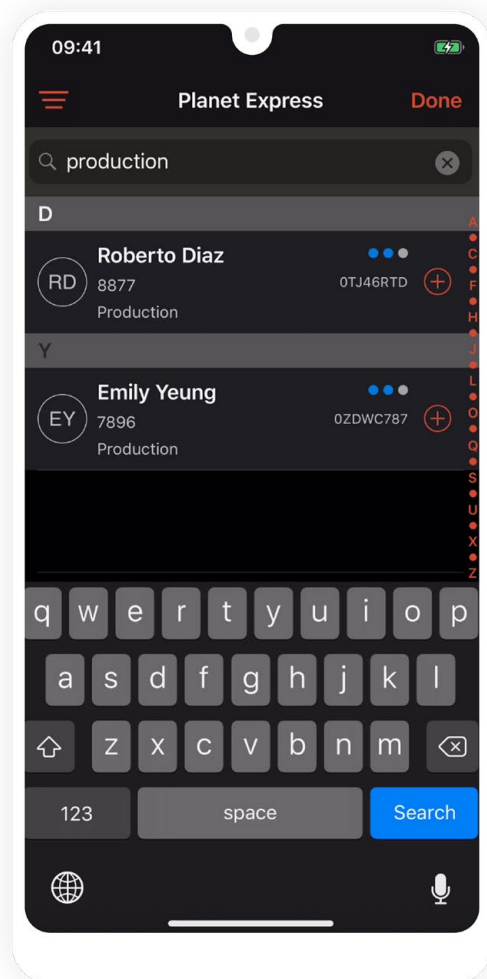 09:41
Planet Express Done
production
D
Roberto Diaz
8877 0TJ46RTD
RD
Production
Y
Emily Yeung
7896 0ZDWC787
EY
Production
A
C
F
H
J
L
O
Q
S
U
X
Z
q w e r t y u i o p
a s d f g h j k l
z x c v b n m
123 space Search